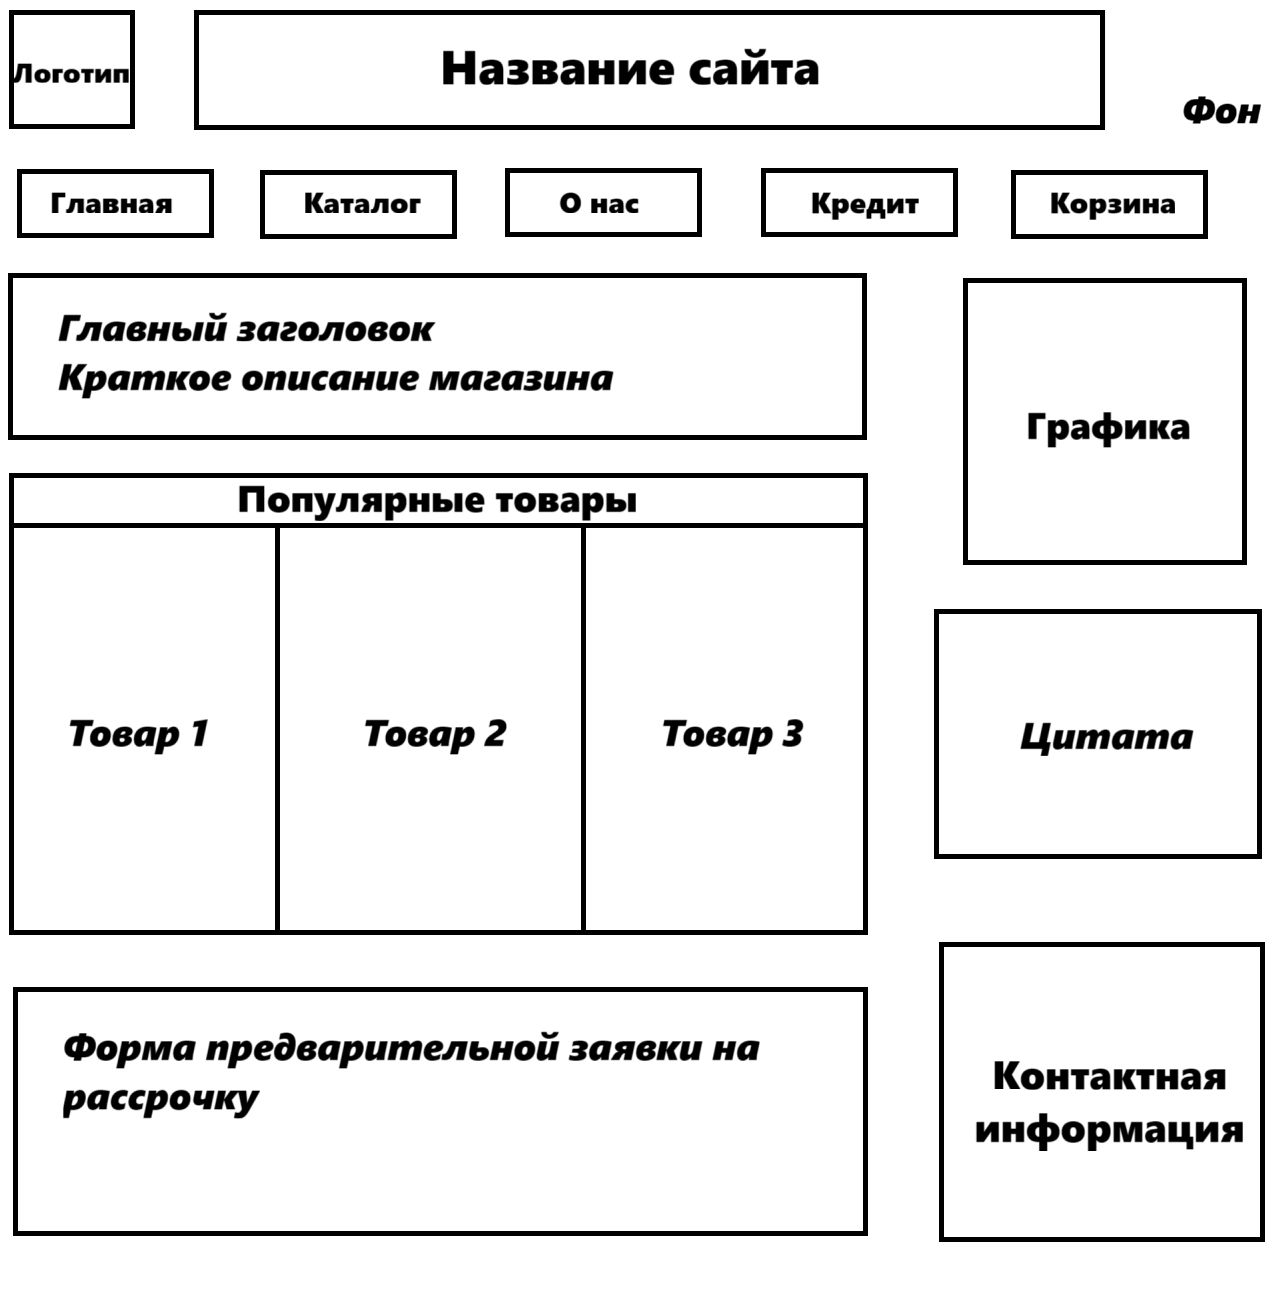 Логотип
Название сайта
Фон
Главная
Каталог
О нас
Кредит
Корзина
Главный заголовок
Краткое описание магазина
Графика
Популярные товары
Товар 1
Товар 2
Товар 3
Цитата
Форма предварительной заявки на
рассрочку
Контактная
информация